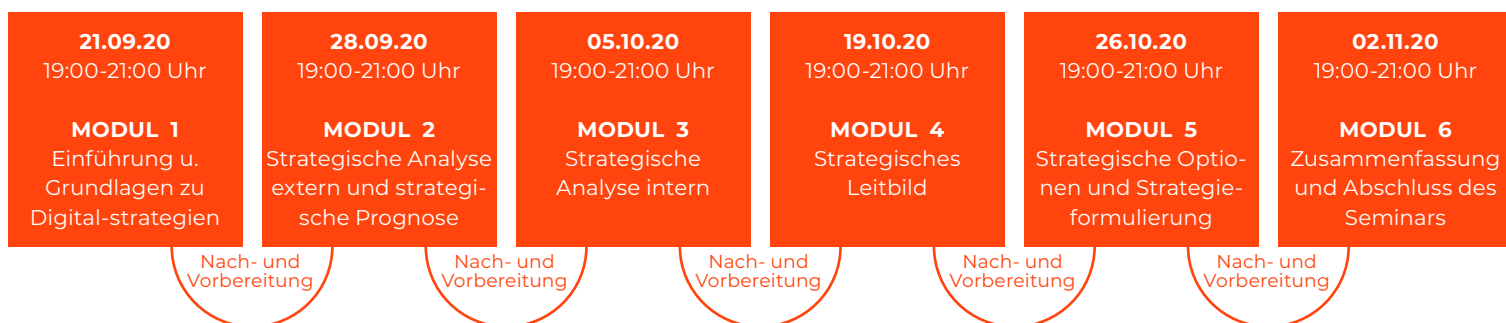 21.09.20
19:00-21:00 Uhr
MODUL 1
Einführung u.
Grundlagen zu
Digital-strategien
28.09.20
19:00-21:00 Uhr
MODUL 2
Strategische Analyse
extern und strategi-
sche Prognose
05.10.20
19:00-21:00 Uhr
MODUL 3
Strategische
Analyse intern
19.10.20
19:00-21:00 Uhr
MODUL 4
Strategisches
Leitbild
26.10.20
19:00-21:00 Uhr
MODUL 5
Strategische Optio-
nen und Strategie-
formulierung
02.11.20
19:00-21:00 Uhr
MODUL 6
Zusammenfassung
und Abschluss des
Seminars
Nach- und
Vorbereitung
Nach- und
Vorbereitung
Nach- und
Vorbereitung
Nach- und
Vorbereitung
Nach- und
Vorbereitung